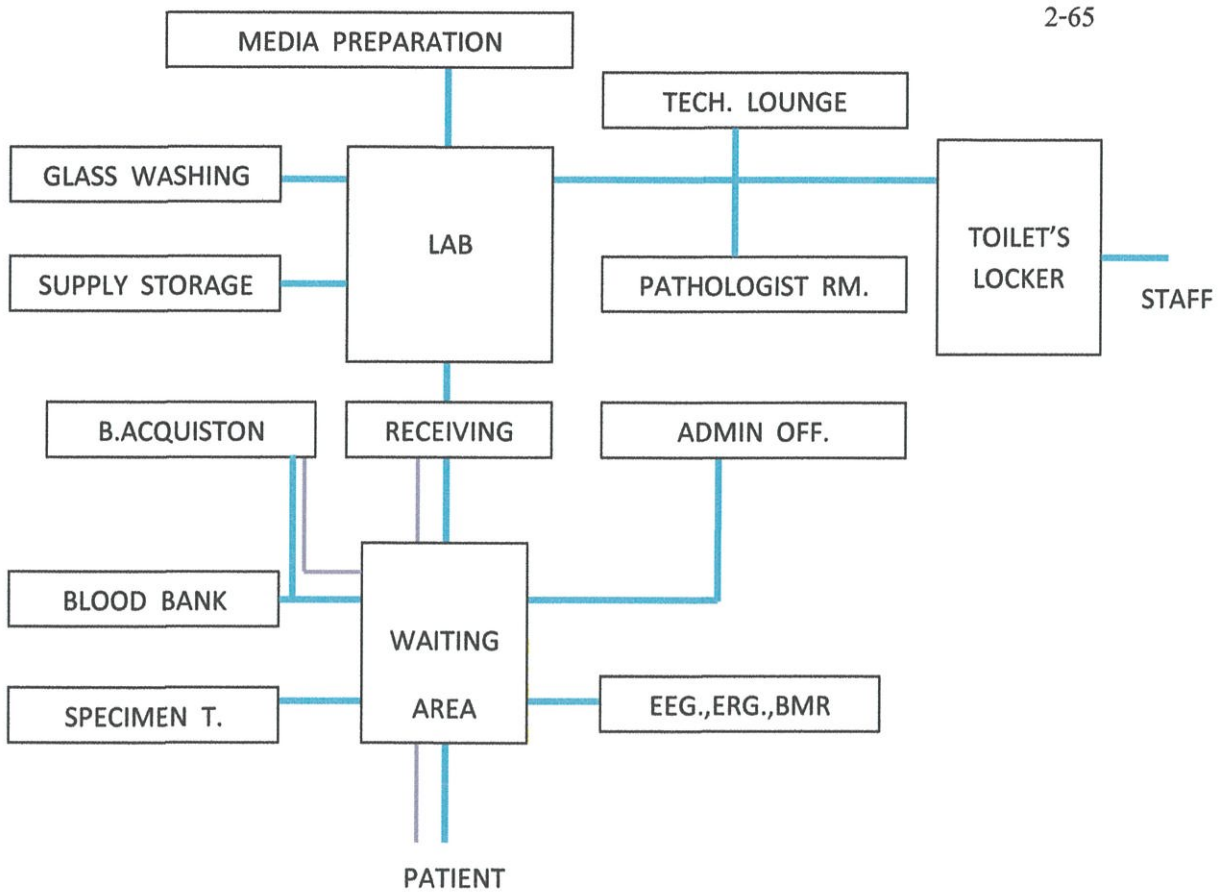 2-65
MEDIA PREPARATION
TECH. LOUNGE
GLASS WASHING
LAB
TOILET'S
LOCKER
SUPPLY STORAGE
PATHOLOGIST RM.
STAFF
B.ACQUISTON
RECEIVING
ADMIN OFF.
BLOOD BANK
WAITING
AREA
SPECIMEN T.
EEG.,ERG.,BMR
PATIENT